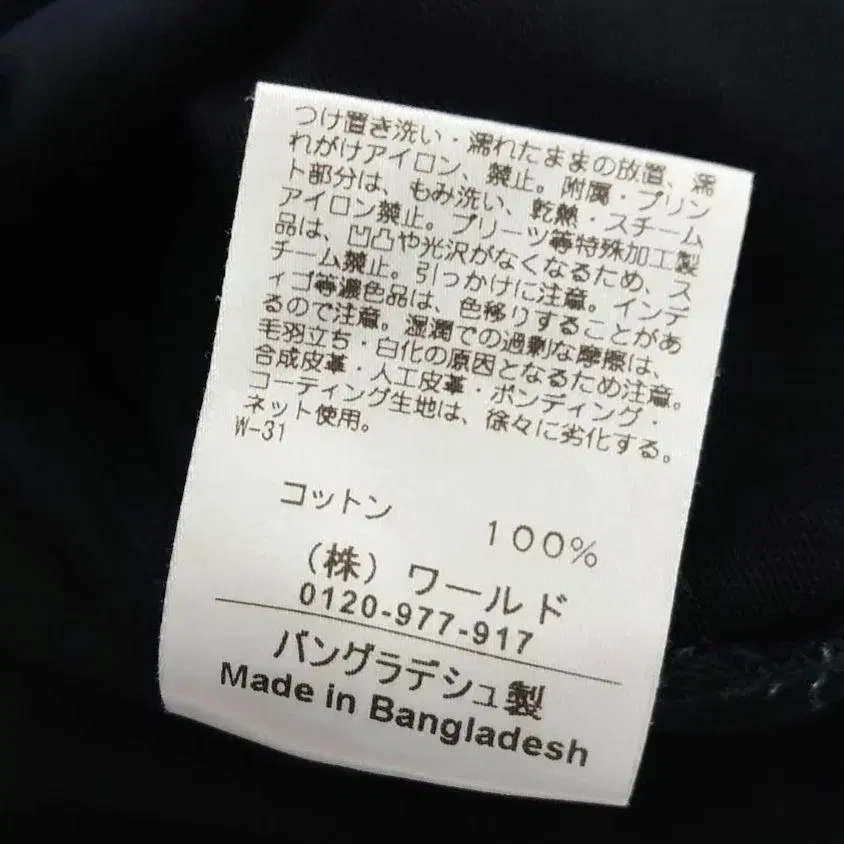 つけ置き洗い・濡れたままの放置、濡
れがけアイロン、禁止。附属・プリン
ト部分は、もみ洗い、乾熱・スチーム
アイロン禁止。プリーツ等特殊加工製
品は、凹凸や光沢がなくなるため、ス
チーム禁止。引っかけに注意。インデ
ィゴ等濃色品は、色移りすることがあ
るので注意。湿潤での過剰な摩擦は、
毛羽立ち・白化の原因となるため注意。
合成皮革・人工皮革・ボンディング・
コーティング生地は、徐々に劣化する。
ネット使用。
W-31
コットン 100%
(株) ワールド
0120-977-917
バングラデシュ製
Made in Bangladesh